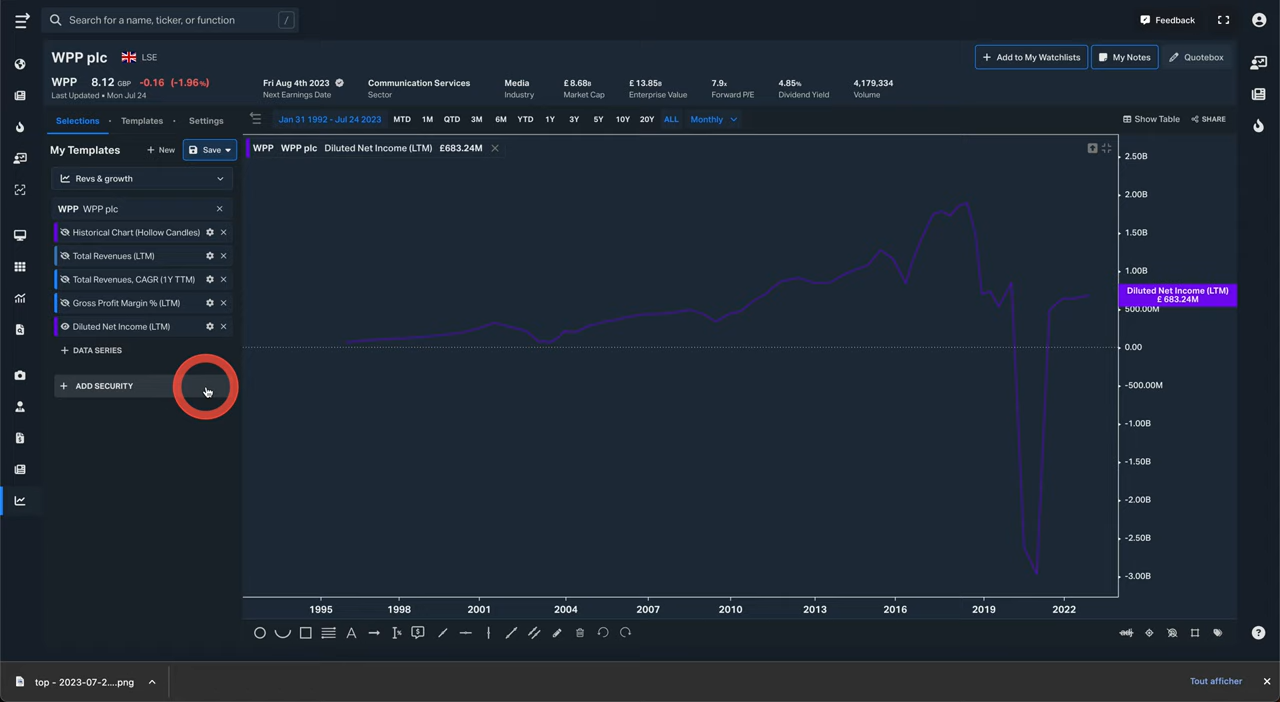 Search for a name, ticker, or function /
Feedback
WPP plc LSE
+ Add to My Watchlists My Notes Quotebox
WPP 8.12 GBP -0.16 (-1.96%)
Last Updated • Mon Jul 24
Fri Aug 4th 2023
Next Earnings Date
Communication Services
Sector
Media
Industry
£ 8.68B
Market Cap
£ 13.85B
Enterprise Value
7.9x
Forward P/E
4.85%
Dividend Yield
4,179,334
Volume
Selections • Templates • Settings
Jan 31 1992 - Jul 24 2023 MTD 1M QTD 3M 6M YTD 1Y 3Y 5Y 10Y 20Y ALL Monthly
Show Table SHARE
My Templates + New Save
Revs & growth
WPP WPP plc
Historical Chart (Hollow Candles)
Total Revenues (LTM)
Total Revenues, CAGR (1Y TTM)
Gross Profit Margin % (LTM)
Diluted Net Income (LTM)
+ DATA SERIES
+ ADD SECURITY
WPP WPP plc Diluted Net Income (LTM) £683.24M
2.50B
2.00B
1.50B
1.00B
Diluted Net Income (LTM)
£ 683.24M
500.00M
0.00
-500.00M
-1.00B
-1.50B
-2.00B
-2.50B
-3.00B
1995 1998 2001 2004 2007 2010 2013 2016 2019 2022
top - 2023-07-2....png
Tout afficher